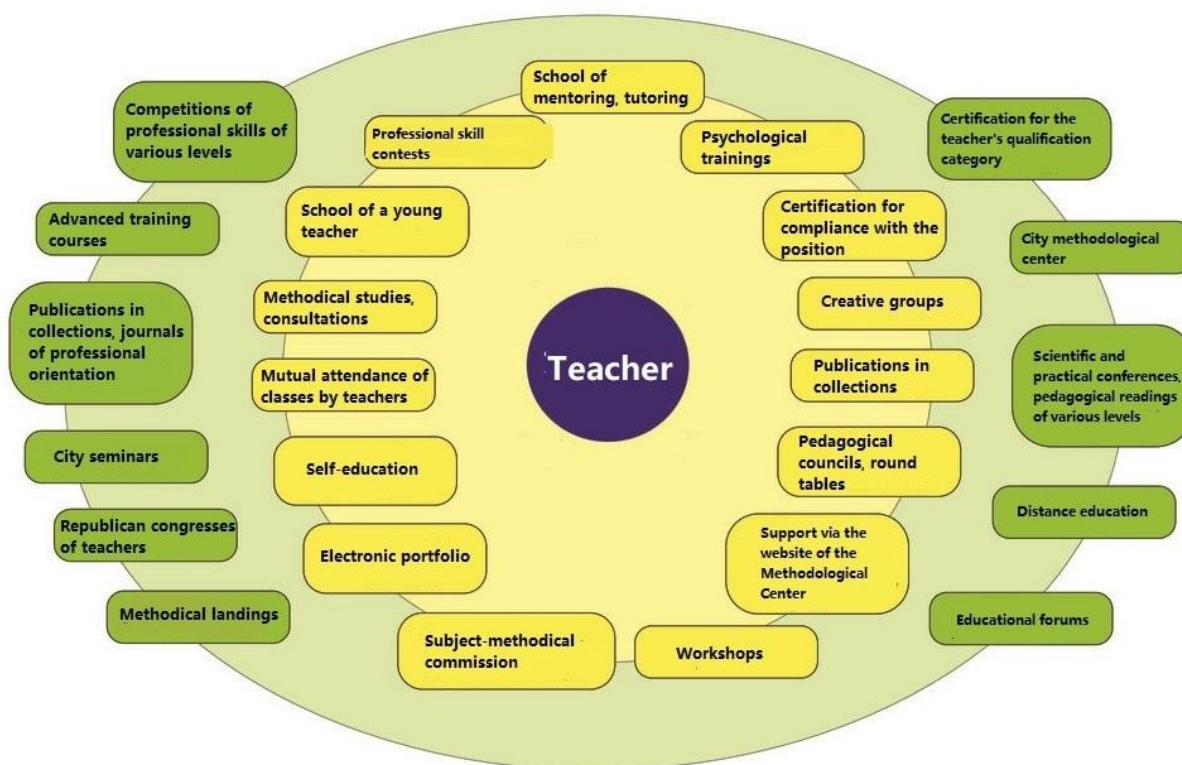 School of
mentoring, tutoring
Competitions of
professional skills of
various levels
Professional skill
contests
Psychological
trainings
Certification for the
teacher's qualification
category
Advanced training
courses
School of a young
teacher
Certification for
compliance with the
position
City methodological
center
Publications in
collections, journals
of professional
orientation
Methodical studies,
consultations
Creative groups
Teacher
Mutual attendance of
classes by teachers
Publications in
collections
Scientific and
practical conferences,
pedagogical readings
of various levels
City seminars
Self-education
Pedagogical
councils, round
tables
Republican congresses
of teachers
Electronic portfolio
Support via the
website of the
Methodological
Center
Distance education
Methodical landings
Subject-methodical
commission
Workshops
Educational forums